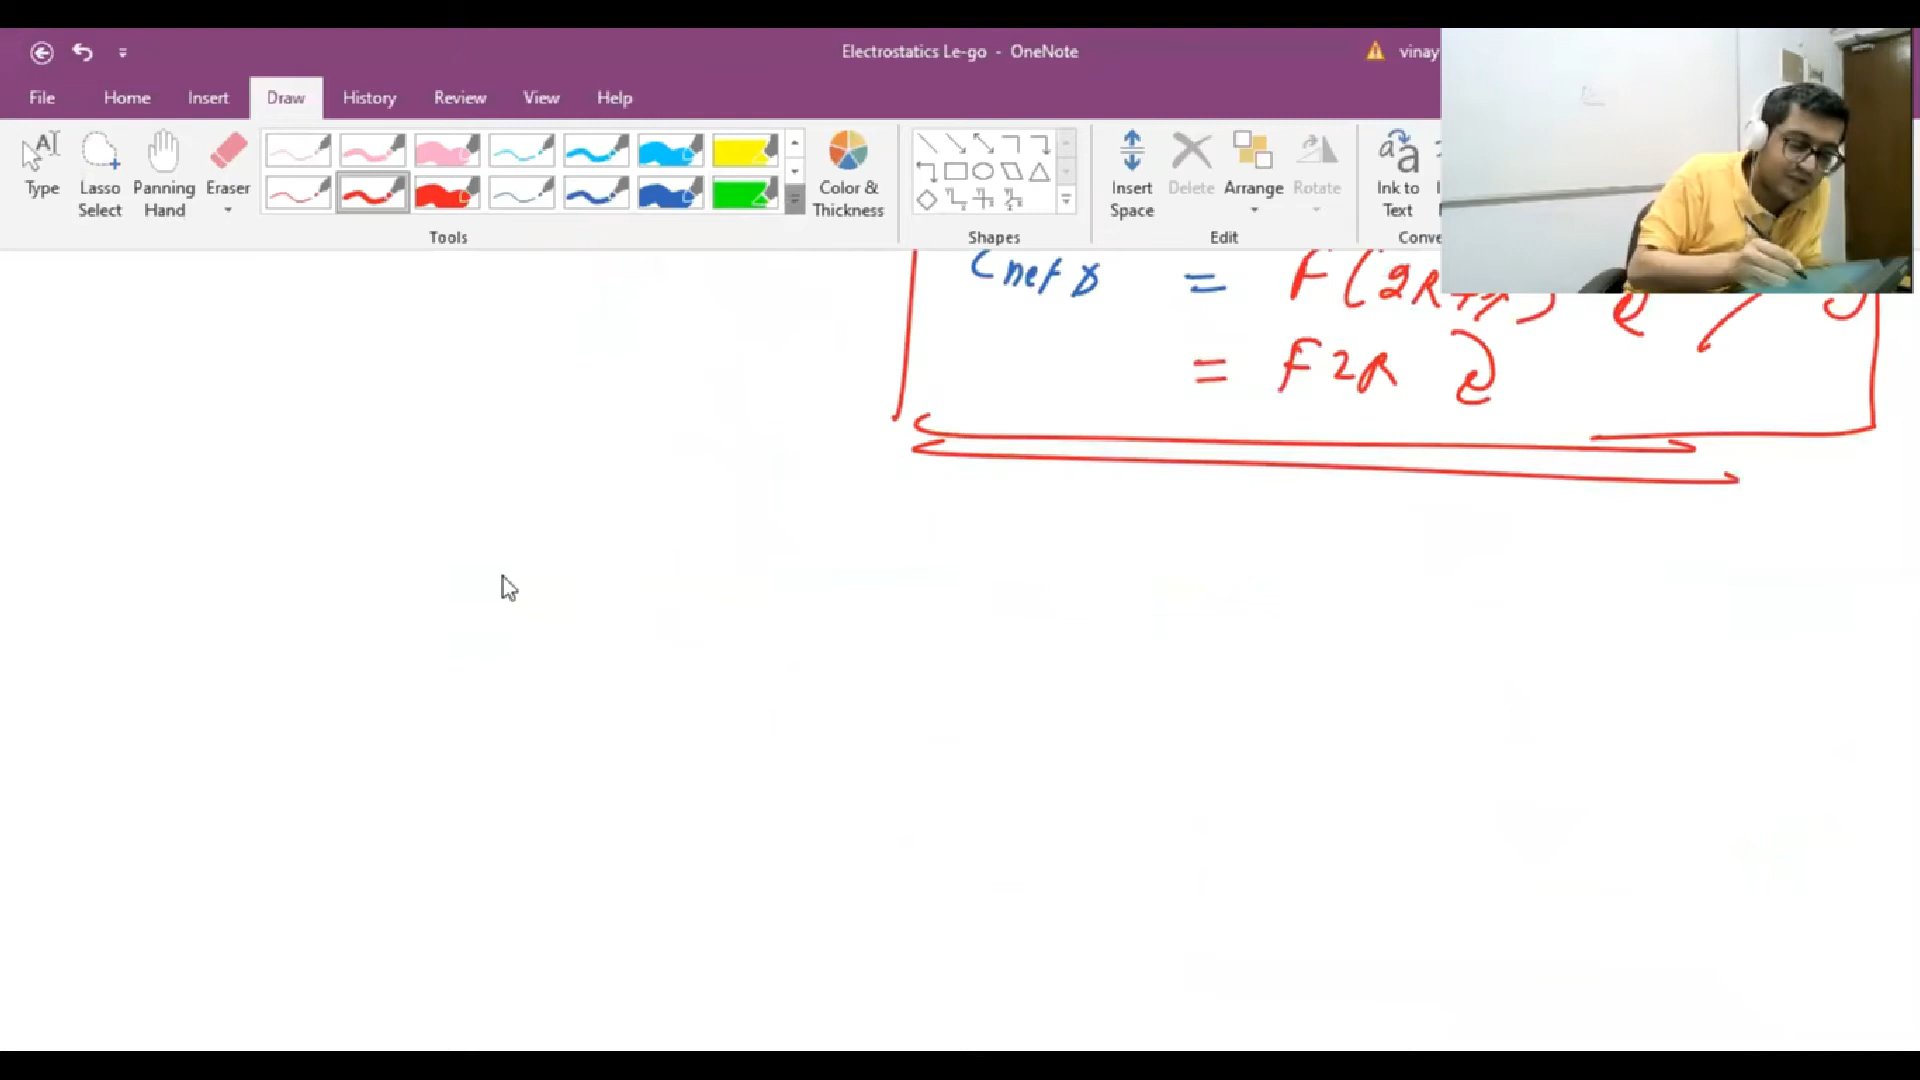 Electrostatics Le-go - OneNote
vinay
File Home Insert Draw History Review View Help
Type
Lasso Select
Panning Hand
Eraser
Color & Thickness
Insert Space
Delete
Arrange
Rotate
Ink to Text
Tools
Shapes
Edit
Conve
= F(2R+
= F2R